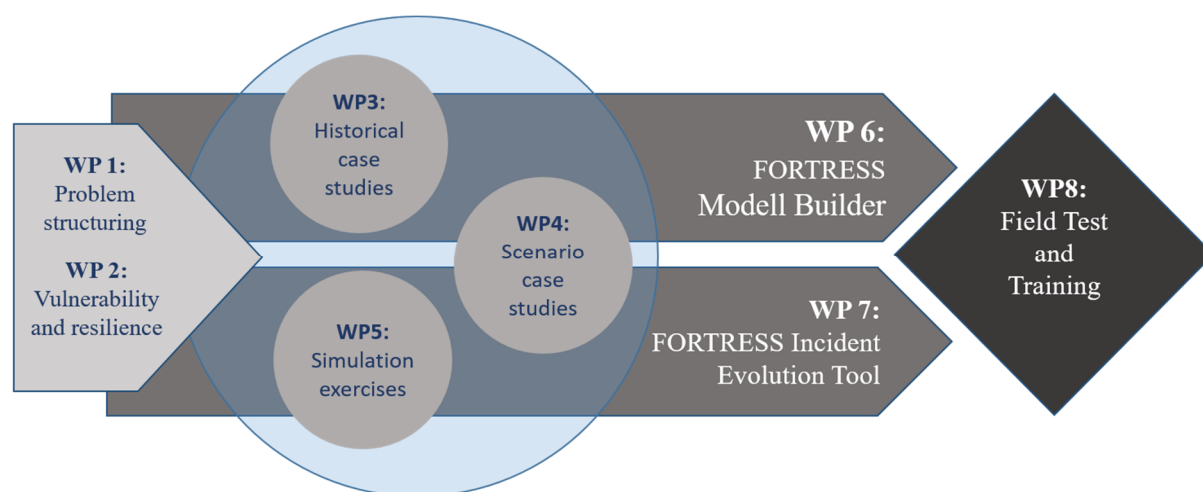 WP 1:
Problem
structuring
WP 2:
Vulnerability
and resilience
WP3:
Historical
case
studies
WP4:
Scenario
case
studies
WP5:
Simulation
exercises
WP 6:
FORTRESS
Modell Builder
WP 7:
FORTRESS Incident
Evolution Tool
WP8:
Field Test
and
Training